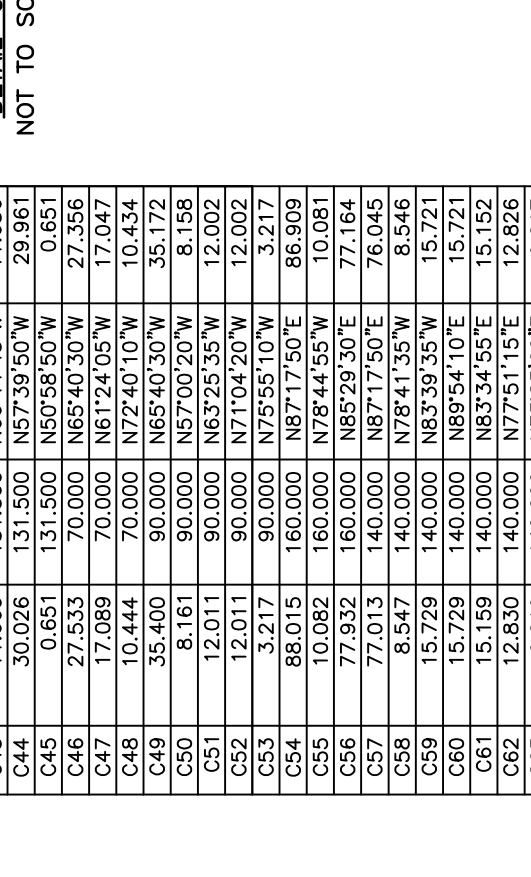 NOT TO SC
C44 30.026 131.500 N57°39'50"W 29.961
C45 0.651 131.500 N50°58'50"W 0.651
C46 27.533 70.000 N65°40'30"W 27.356
C47 17.089 70.000 N61°24'05"W 17.047
C48 10.444 70.000 N72°40'10"W 10.434
C49 35.400 90.000 N65°40'30"W 35.172
C50 8.161 90.000 N57°00'20"W 8.158
C51 12.011 90.000 N63°25'35"W 12.002
C52 12.011 90.000 N71°04'20"W 12.002
C53 3.217 90.000 N75°55'10"W 3.217
C54 88.015 160.000 N87°17'50"E 86.909
C55 10.082 160.000 N78°44'55"W 10.081
C56 77.932 160.000 N85°29'30"E 77.164
C57 77.013 140.000 N87°17'50"E 76.045
C58 8.547 140.000 N78°41'35"W 8.546
C59 15.729 140.000 N83°39'35"W 15.721
C60 15.729 140.000 N89°54'10"E 15.721
C61 15.159 140.000 N83°34'55"E 15.152
C62 12.830 140.000 N77°51'15"E 12.826